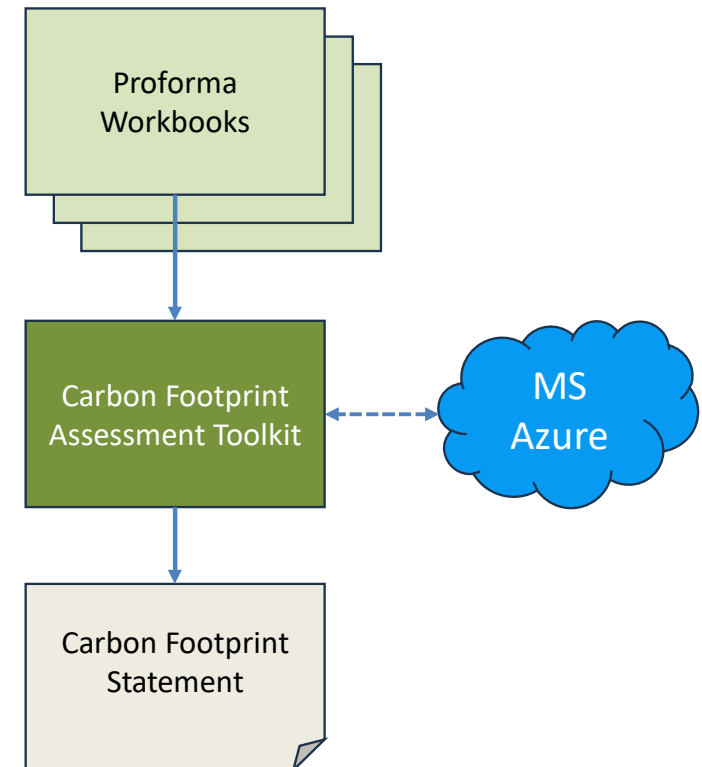 Proforma
Workbooks
Carbon Footprint
Assessment Toolkit
MS
Azure
Carbon Footprint
Statement